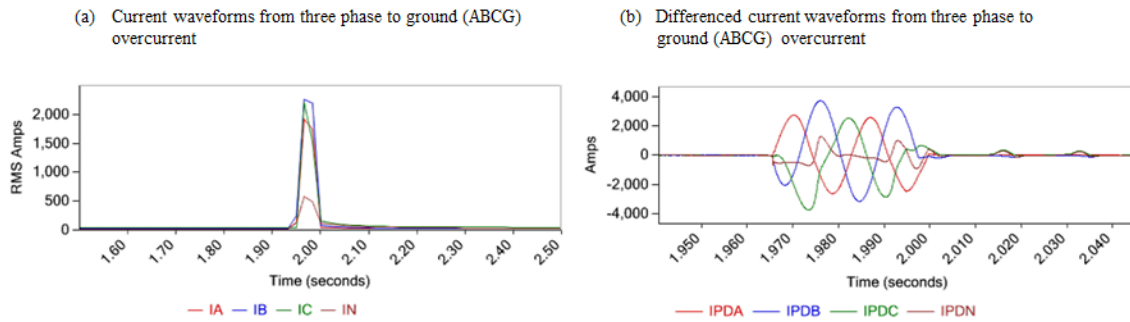 (a) Current waveforms from three phase to ground (ABCG)
overcurrent
(b) Differenced current waveforms from three phase to
ground (ABCG) overcurrent
RMS Amps
2,000
1,500
1,000
500
0
1.60 1.70 1.80 1.90 2.00 2.10 2.20 2.30 2.40 2.50
Time (seconds)
IA IB IC IN
Amps
4,000
2,000
0
-2,000
-4,000
1.950 1.960 1.970 1.980 1.990 2.000 2.010 2.020 2.030 2.040
Time (seconds)
IPDA IPDB IPDC IPDN